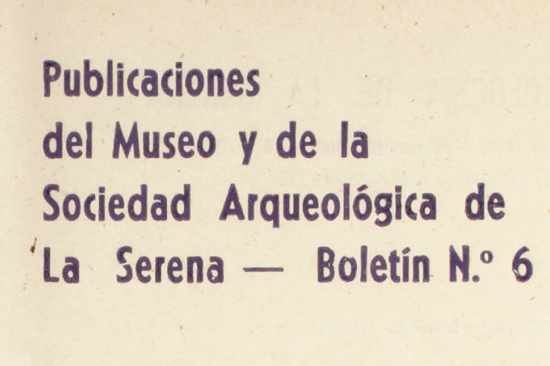 Publicaciones
del Museo y de la
Sociedad Arqueológica de
La Serena — Boletín N.º 6